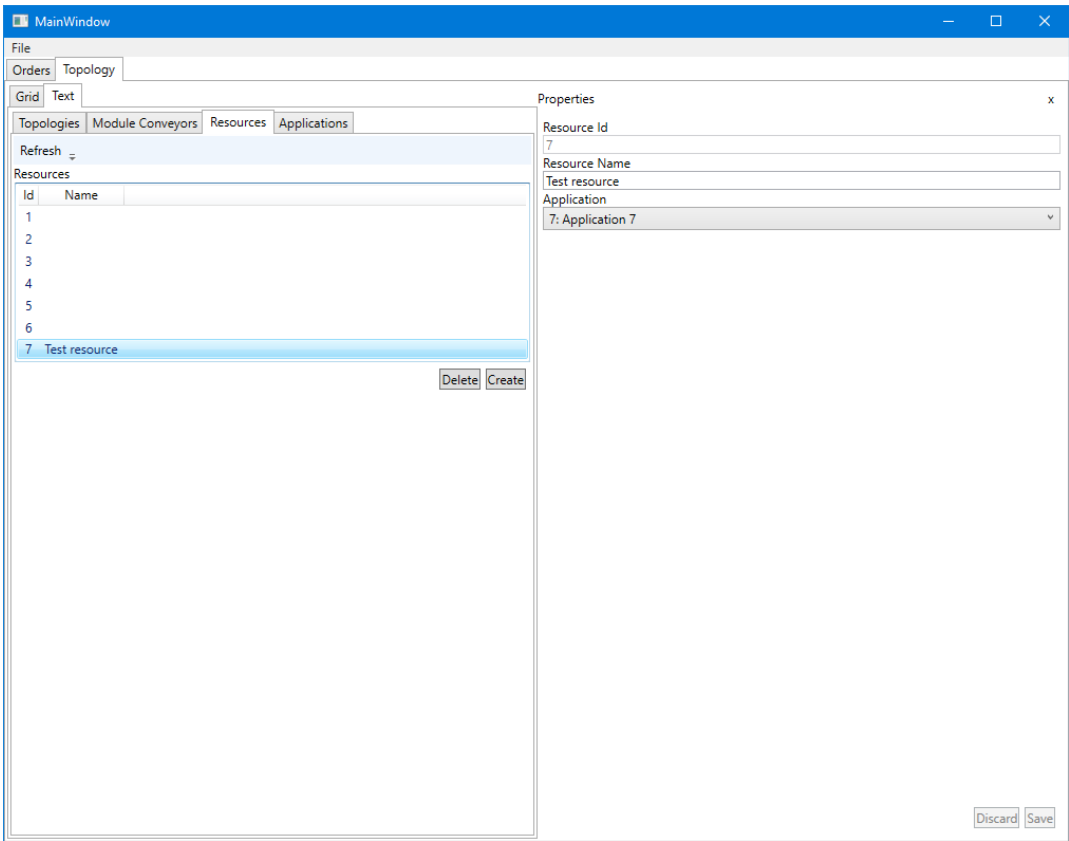 MainWindow
File
Orders Topology
Grid Text
Topologies Module Conveyors Resources Applications
Refresh
Resources
Id Name
1
2
3
4
5
6
7 Test resource
Delete Create
Properties x
Resource Id
7
Resource Name
Test resource
Application
7: Application 7
Discard Save